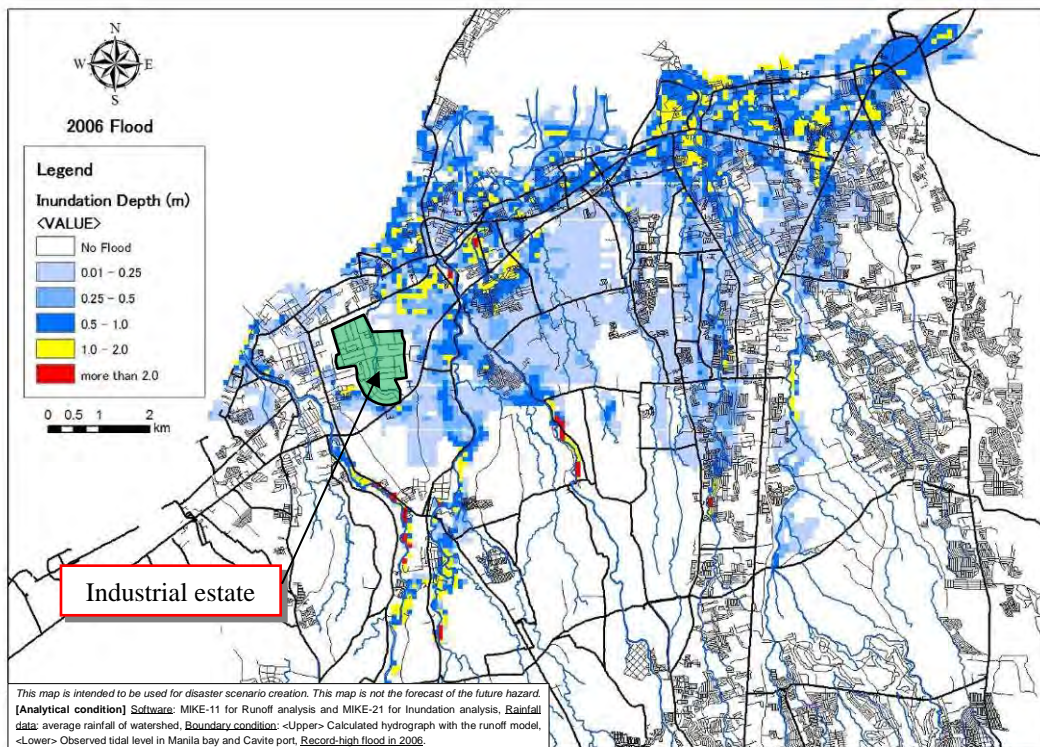 N
W E
S
2006 Flood
Legend
Inundation Depth (m)
<VALUE>
No Flood
0.01 - 0.25
0.25 - 0.5
0.5 - 1.0
1.0 - 2.0
more than 2.0
0 0.5 1 2
km
Industrial estate
This map is intended to be used for disaster scenario creation. This map is not the forecast of the future hazard.
[Analytical condition] Software: MIKE-11 for Runoff analysis and MIKE-21 for Inundation analysis, Rainfall
data: average rainfall of watershed, Boundary condition: <Upper> Calculated hydrograph with the runoff model,
<Lower> Observed tidal level in Manila bay and Cavite port, Record-high flood in 2006.